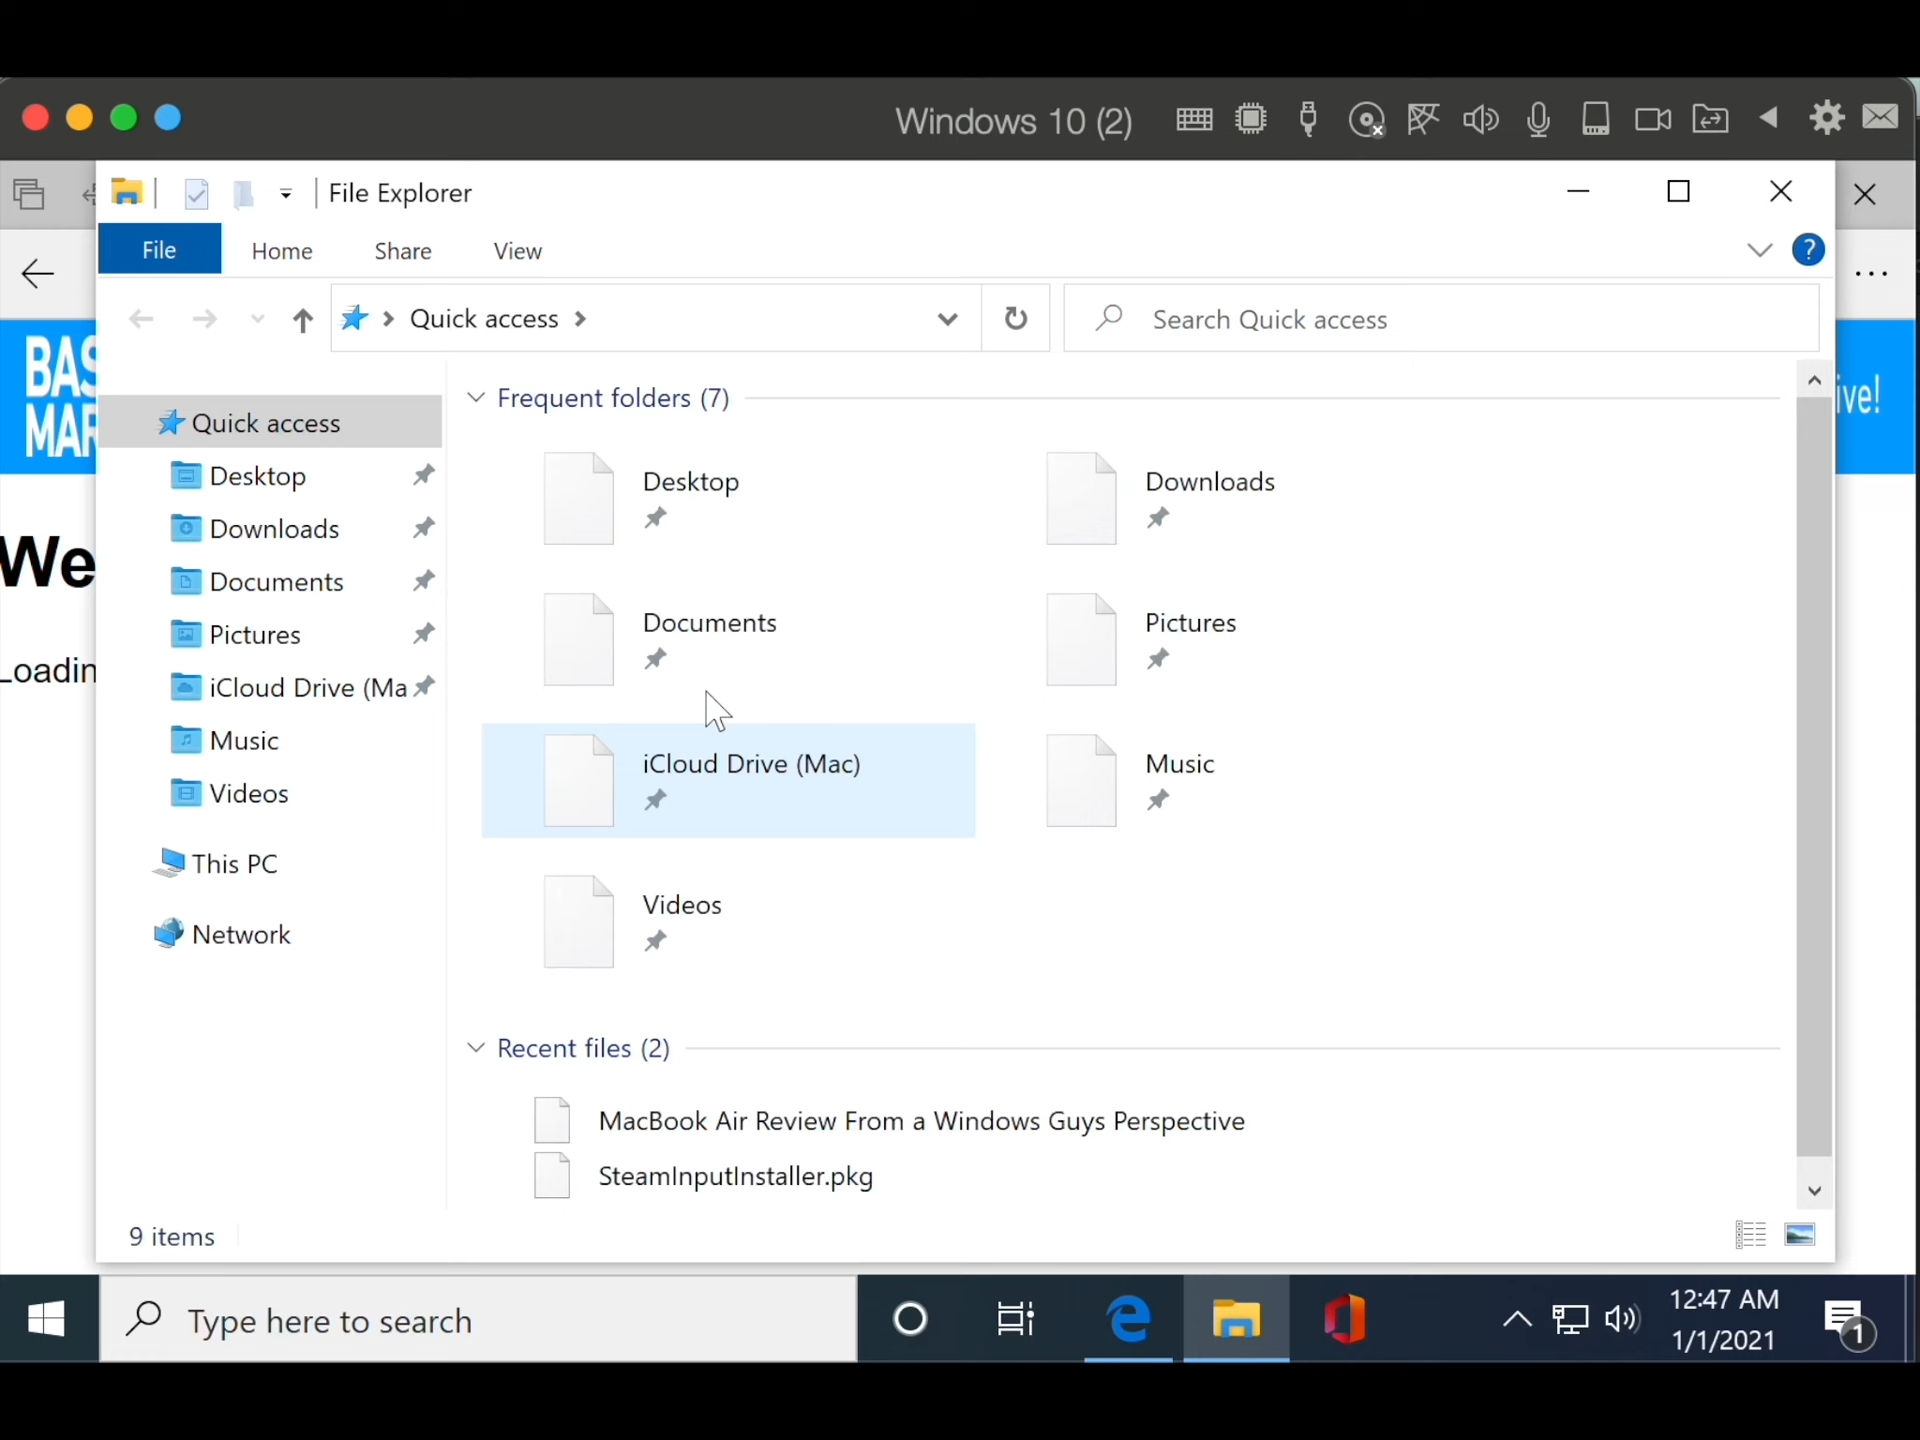 Windows 10 (2)
File Explorer
File Home Share View
?
Quick access
Search Quick access
BAS
MAR
ive!
We
Loadin
Quick access
Desktop
Downloads
Documents
Pictures
iCloud Drive (Ma
Music
Videos
This PC
Network
Frequent folders (7)
Desktop
Downloads
Documents
Pictures
iCloud Drive (Mac)
Music
Videos
Recent files (2)
MacBook Air Review From a Windows Guys Perspective
SteamInputInstaller.pkg
9 items
Type here to search
12:47 AM
1/1/2021
1